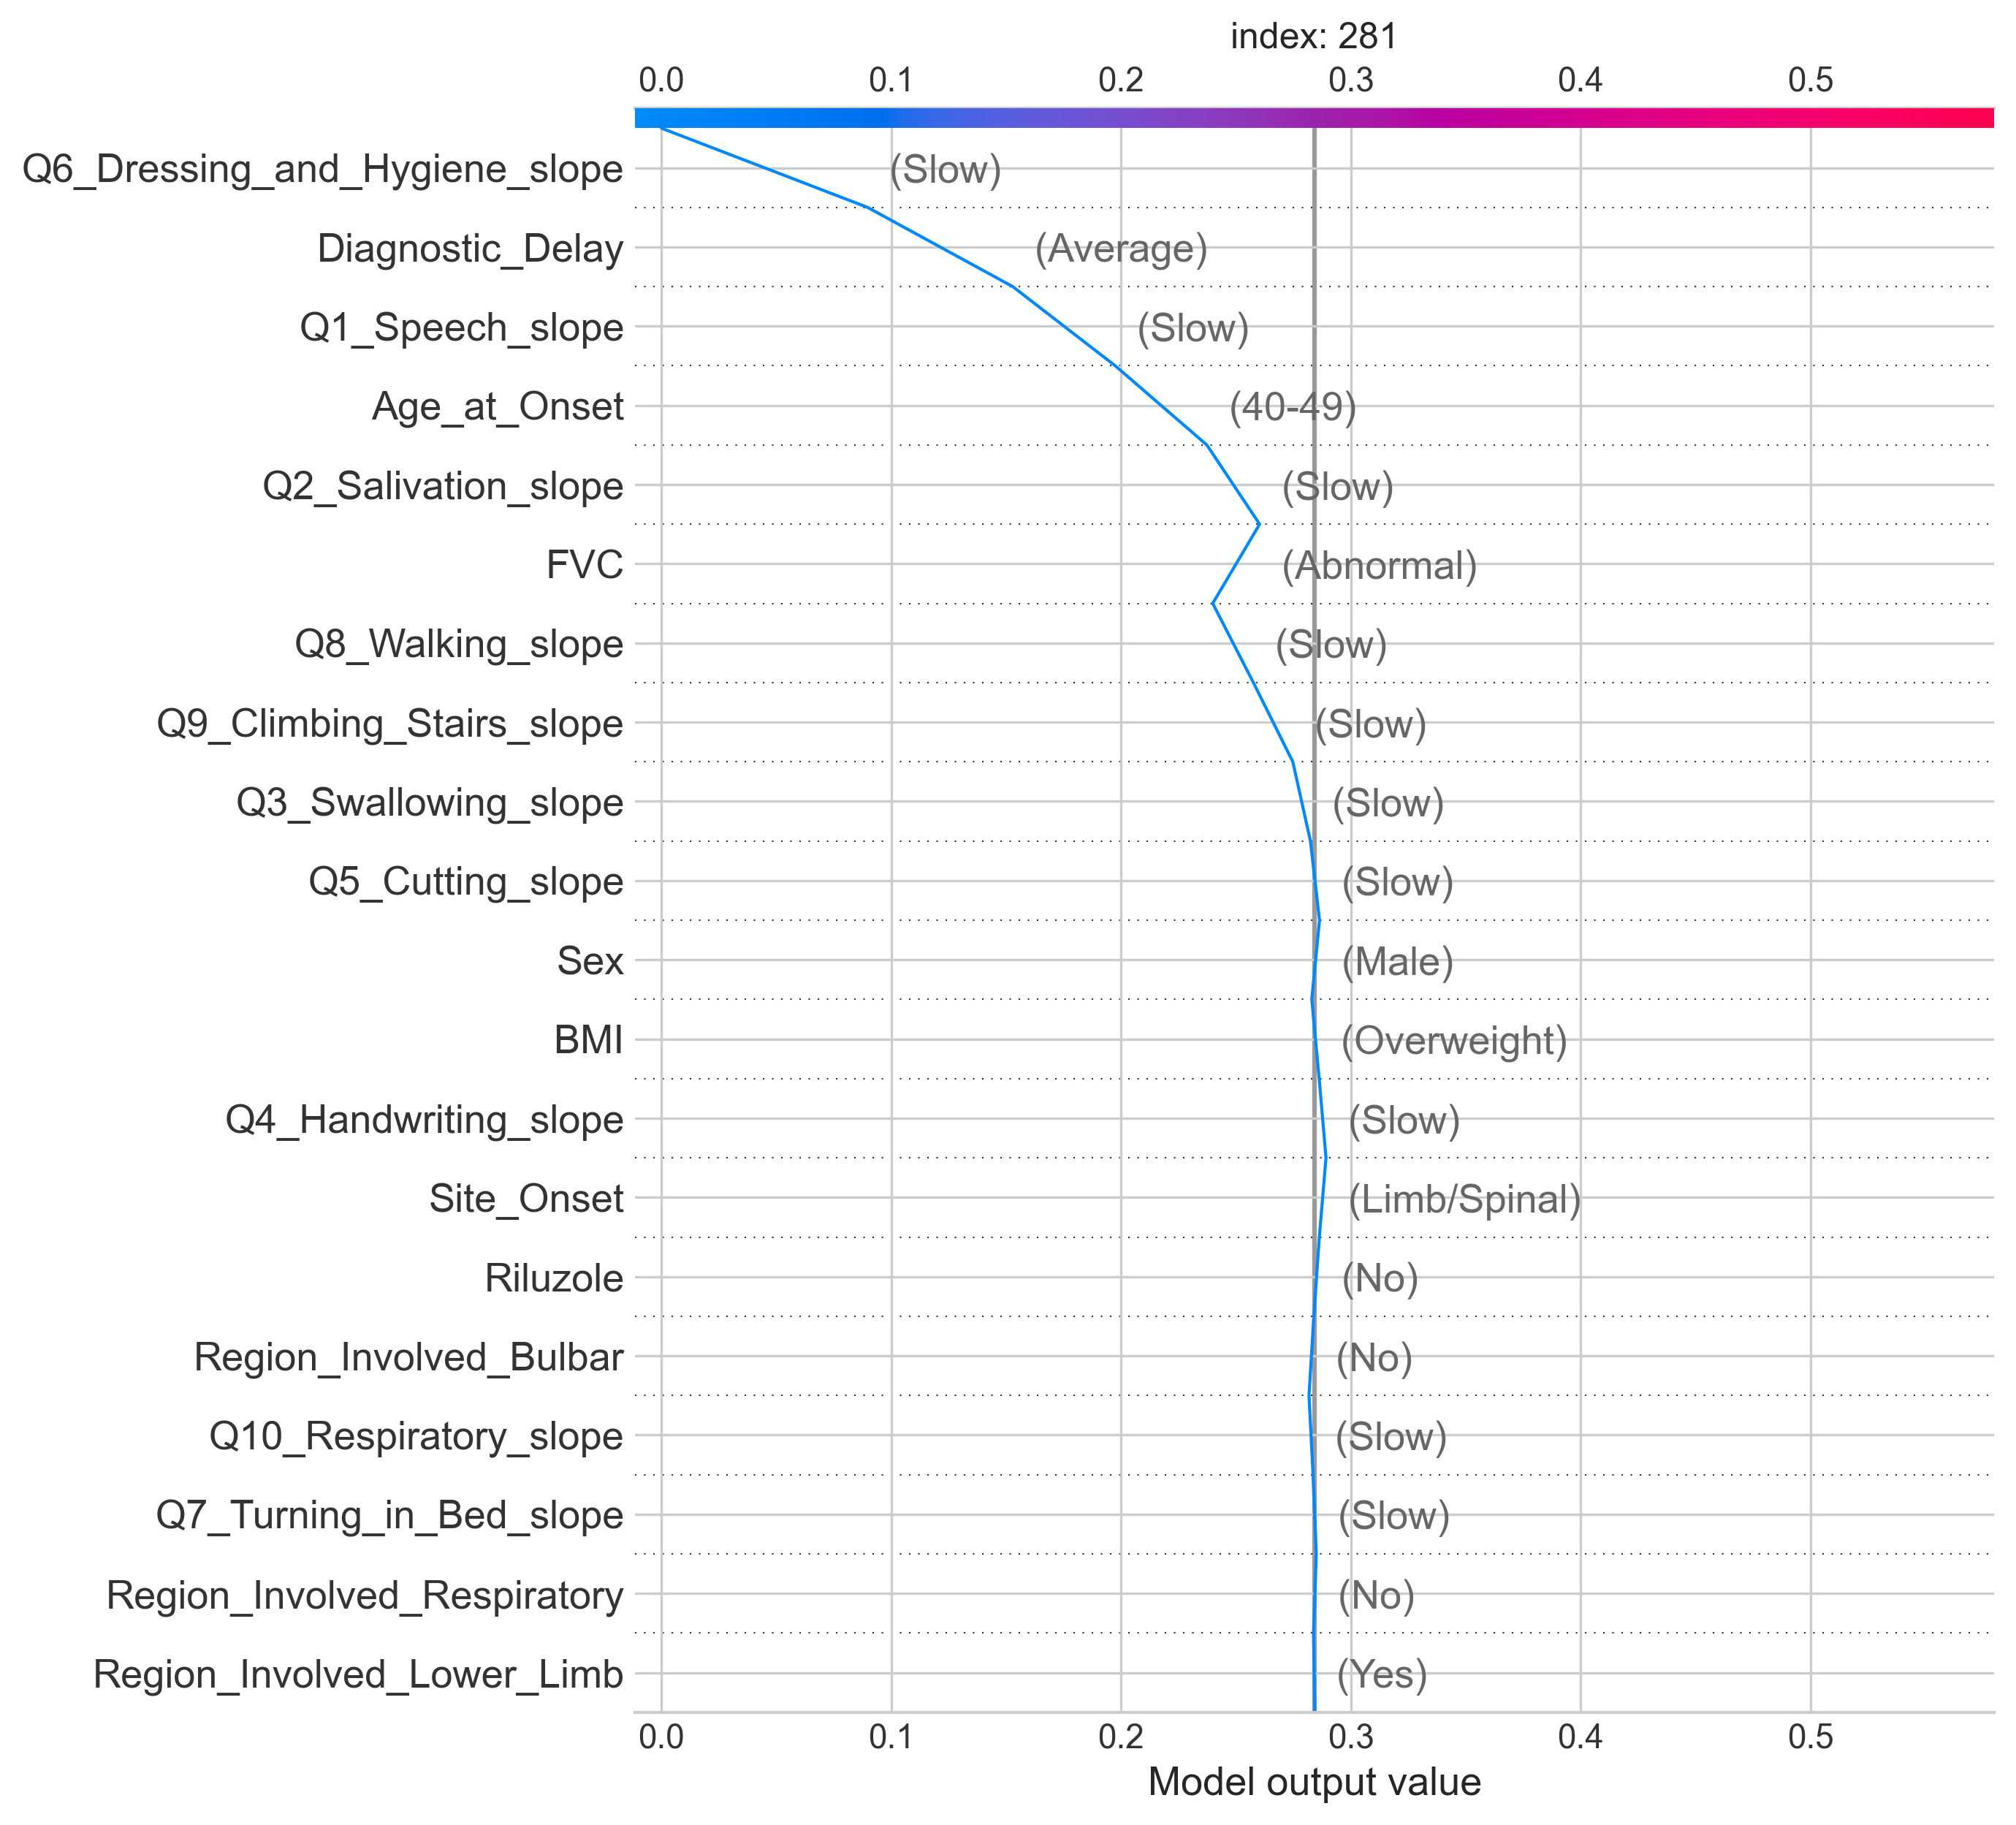 index: 281
0.0 0.1 0.2 0.3 0.4 0.5
Q6_Dressing_and_Hygiene_slope (Slow)
Diagnostic_Delay (Average)
Q1_Speech_slope (Slow)
Age_at_Onset (40-49)
Q2_Salivation_slope (Slow)
FVC (Abnormal)
Q8_Walking_slope (Slow)
Q9_Climbing_Stairs_slope (Slow)
Q3_Swallowing_slope (Slow)
Q5_Cutting_slope (Slow)
Sex (Male)
BMI (Overweight)
Q4_Handwriting_slope (Slow)
Site_Onset (Limb/Spinal)
Riluzole (No)
Region_Involved_Bulbar (No)
Q10_Respiratory_slope (Slow)
Q7_Turning_in_Bed_slope (Slow)
Region_Involved_Respiratory (No)
Region_Involved_Lower_Limb (Yes)
0.0 0.1 0.2 0.3 0.4 0.5
Model output value